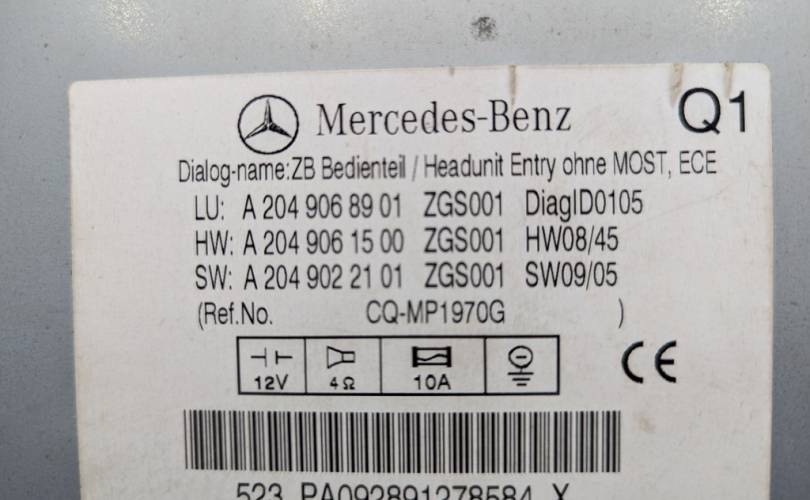 Mercedes-Benz Q1
Dialog-name:ZB Bedienteil / Headunit Entry ohne MOST, ECE
LU: A 204 906 89 01 ZGS001 DiagID0105
HW: A 204 906 15 00 ZGS001 HW08/45
SW: A 204 902 21 01 ZGS001 SW09/05
(Ref.No. CQ-MP1970G )
12V 4Ω 10A
CE
523 PA092891278584 X